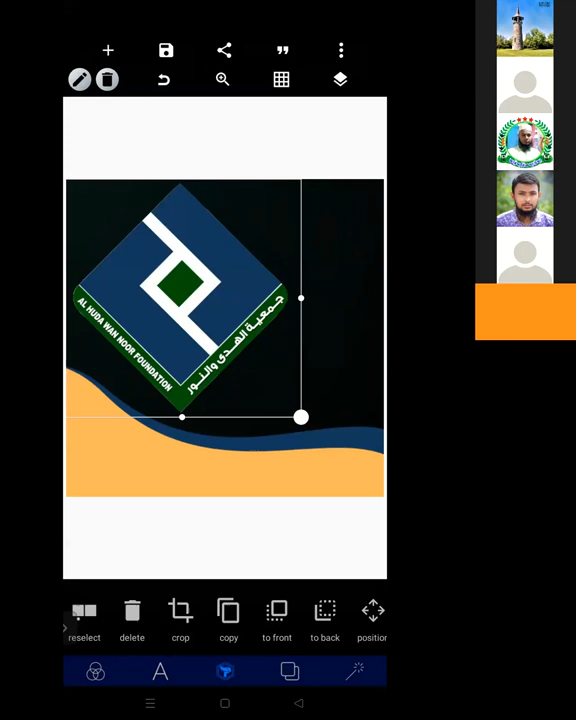 AL HUDA WAN NOOR FOUNDATION
جمعية الهدى والنور
reselect
delete
crop
copy
to front
to back
position